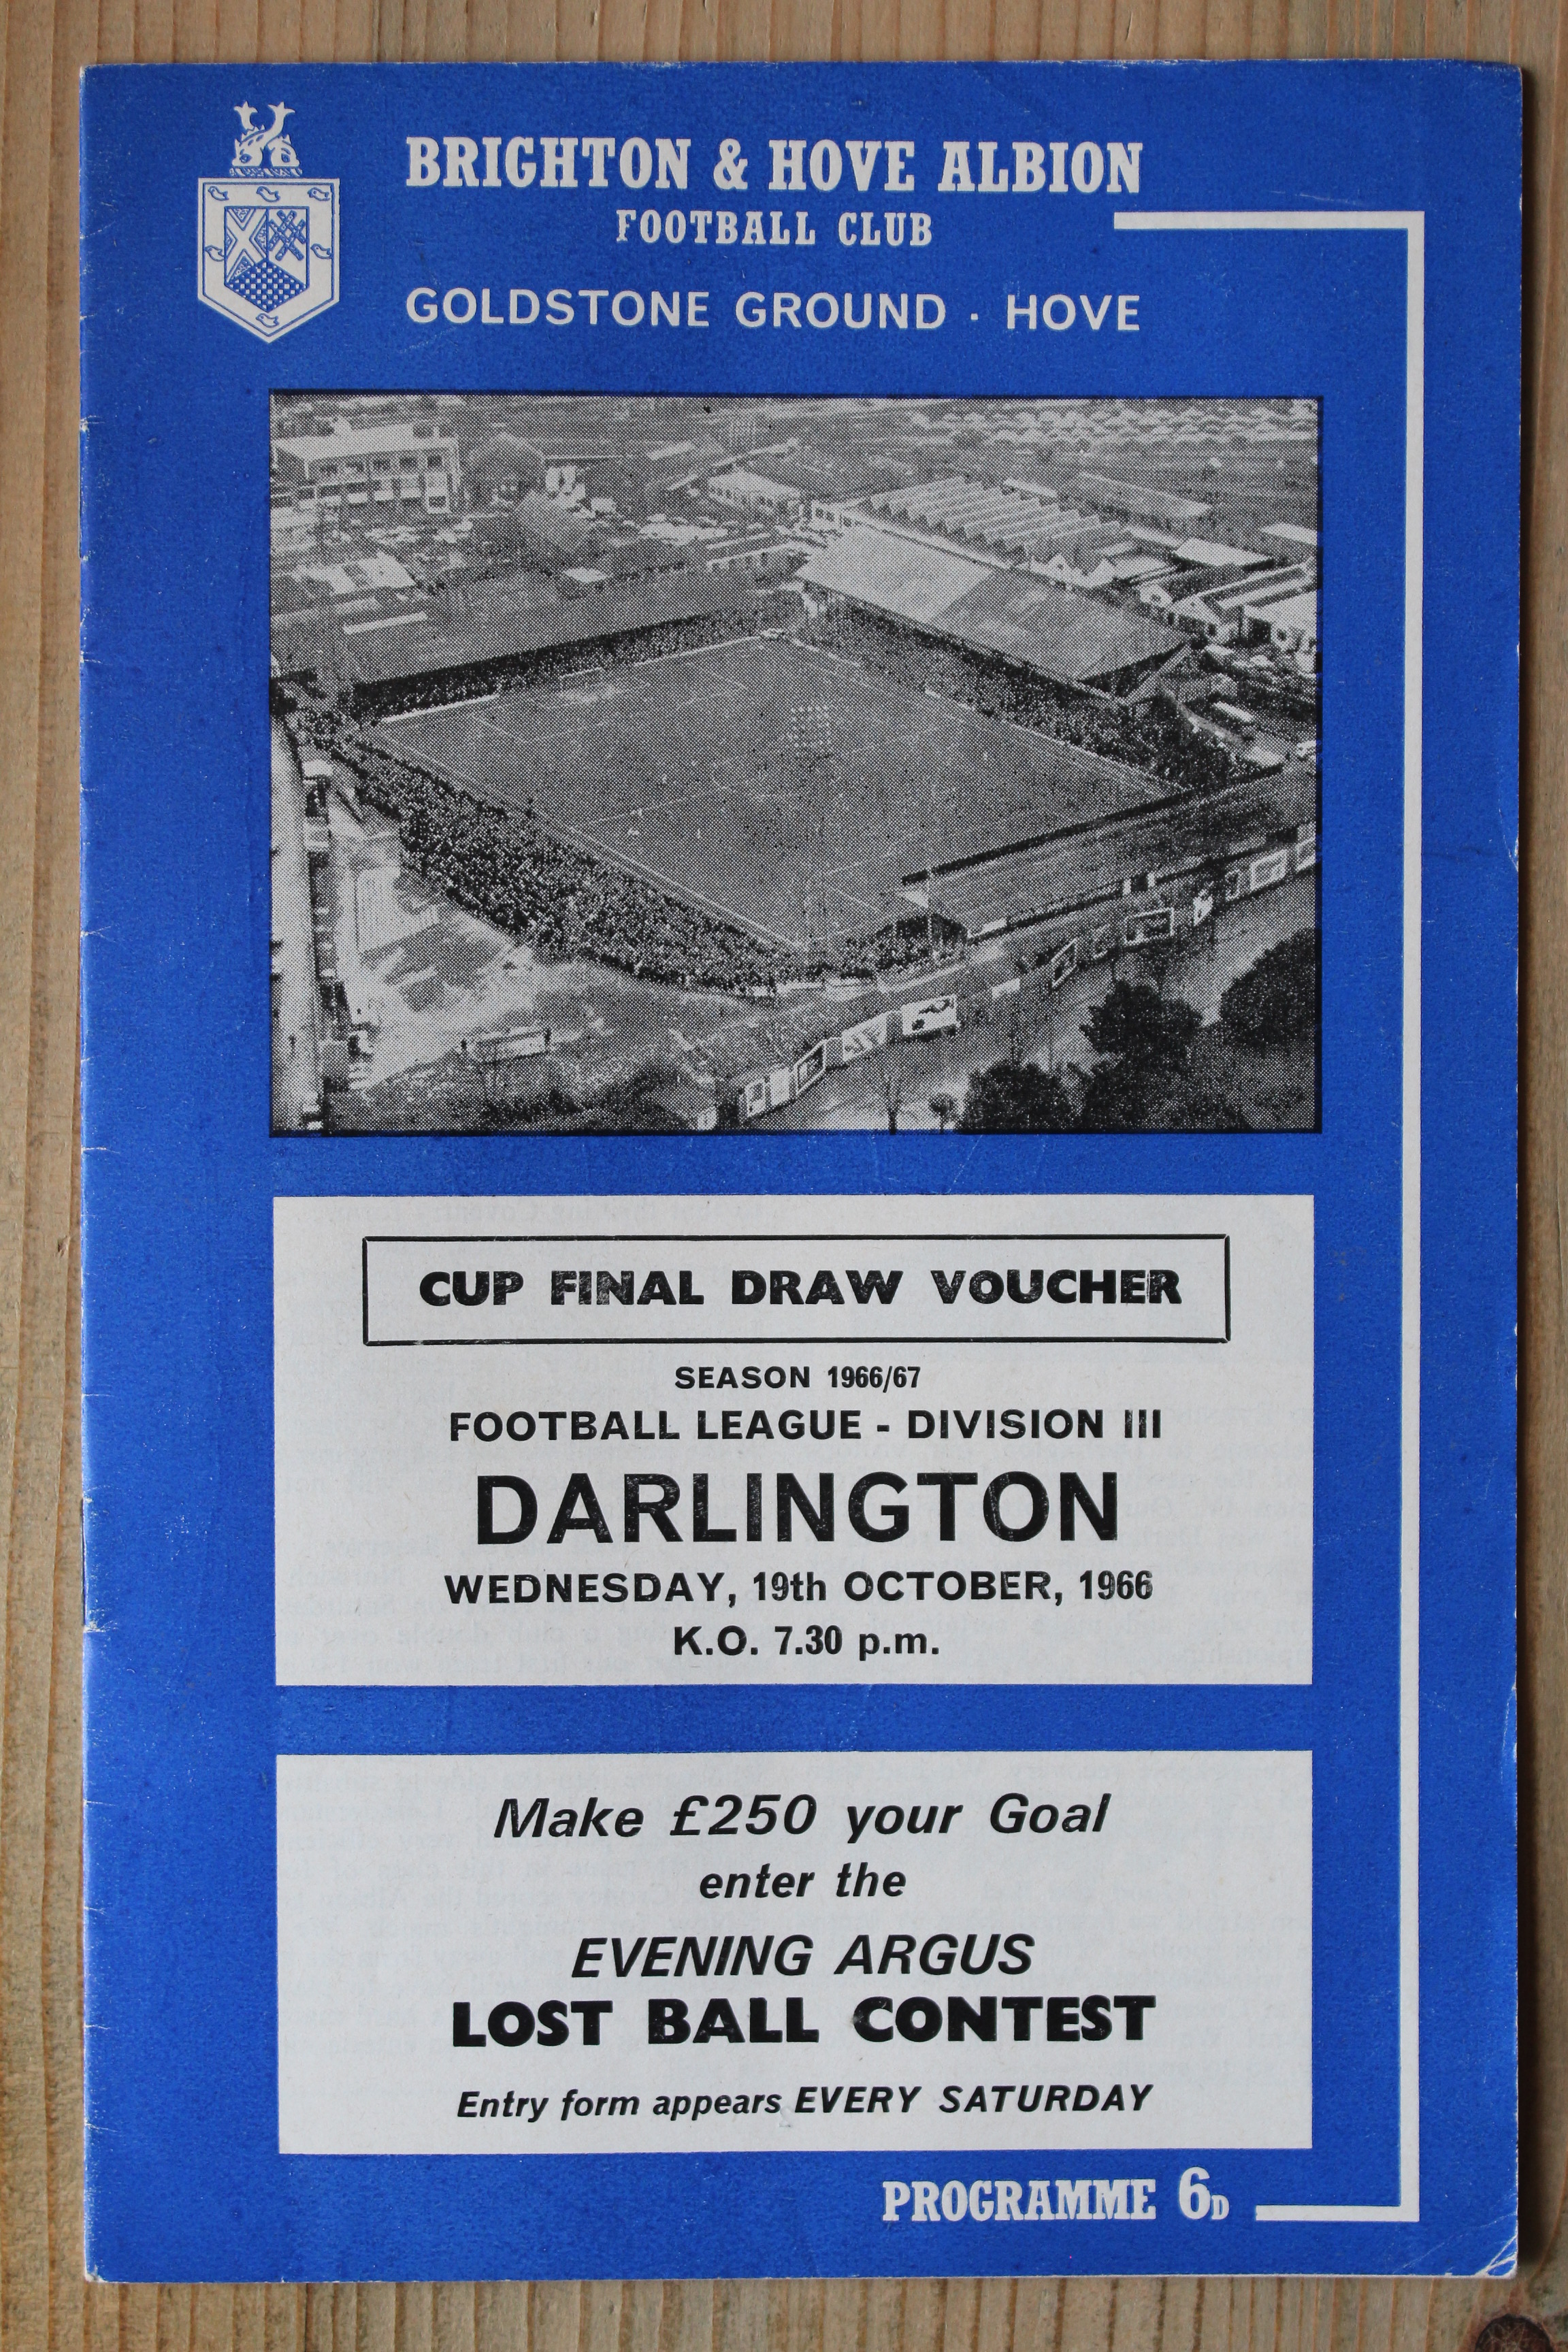 BRIGHTON & HOVE ALBION
FOOTBALL CLUB
GOLDSTONE GROUND · HOVE
CUP FINAL DRAW VOUCHER
SEASON 1966/67
FOOTBALL LEAGUE - DIVISION III
DARLINGTON
WEDNESDAY, 19th OCTOBER, 1966
K.O. 7.30 p.m.
Make £250 your Goal
enter the
EVENING ARGUS
LOST BALL CONTEST
Entry form appears EVERY SATURDAY
PROGRAMME 6D